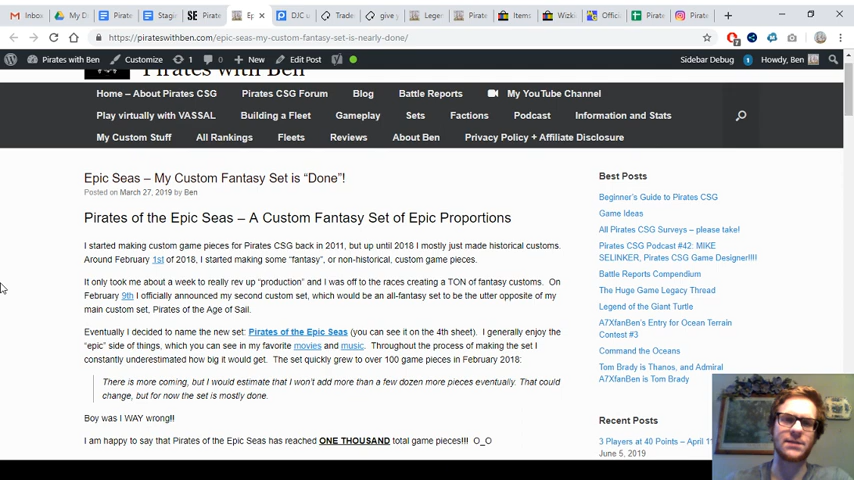 Inbox
My D
Pirate
Stagin
Pirate
Ep
DJC u
Trade
give y
Leger
Pirate
Items
Wizki
Offici
Pirate
Pirate
https://pirateswithben.com/epic-seas-my-custom-fantasy-set-is-nearly-done/
Pirates with Ben
Customize
1
New
Edit Post
Sidebar Debug
1
Howdy, Ben
Pirates with Ben
Home – About Pirates CSG
Pirates CSG Forum
Blog
Battle Reports
My YouTube Channel
Play virtually with VASSAL
Building a Fleet
Gameplay
Sets
Factions
Podcast
Information and Stats
My Custom Stuff
All Rankings
Fleets
Reviews
About Ben
Privacy Policy + Affiliate Disclosure
Epic Seas – My Custom Fantasy Set is “Done”!
Posted on March 27, 2019 by Ben
Pirates of the Epic Seas – A Custom Fantasy Set of Epic Proportions
I started making custom game pieces for Pirates CSG back in 2011, but up until 2018 I mostly just made historical customs.
Around February 1st of 2018, I started making some “fantasy”, or non-historical, custom game pieces.
It only took me about a week to really rev up “production” and I was off to the races creating a TON of fantasy customs. On
February 9th I officially announced my second custom set, which would be an all-fantasy set to be the utter opposite of my
main custom set, Pirates of the Age of Sail.
Eventually I decided to name the new set: Pirates of the Epic Seas (you can see it on the 4th sheet). I generally enjoy the
“epic” side of things, which you can see in my favorite movies and music. Throughout the process of making the set I
constantly underestimated how big it would get. The set quickly grew to over 100 game pieces in February 2018:
There is more coming, but I would estimate that I won’t add more than a few dozen more pieces eventually. That could
change, but for now the set is mostly done.
Boy was I WAY wrong!!
I am happy to say that Pirates of the Epic Seas has reached ONE THOUSAND total game pieces!!! O_O
Best Posts
Beginner’s Guide to Pirates CSG
Game Ideas
All Pirates CSG Surveys – please take!
Pirates CSG Podcast #42: MIKE
SELINKER, Pirates CSG Game Designer!!!!
Battle Reports Compendium
The Huge Game Legacy Thread
Legend of the Giant Turtle
A7XfanBen’s Entry for Ocean Terrain
Contest #3
Command the Oceans
Tom Brady is Thanos, and Admiral
A7XfanBen is Tom Brady
Recent Posts
3 Players at 40 Points – April 11
June 5, 2019